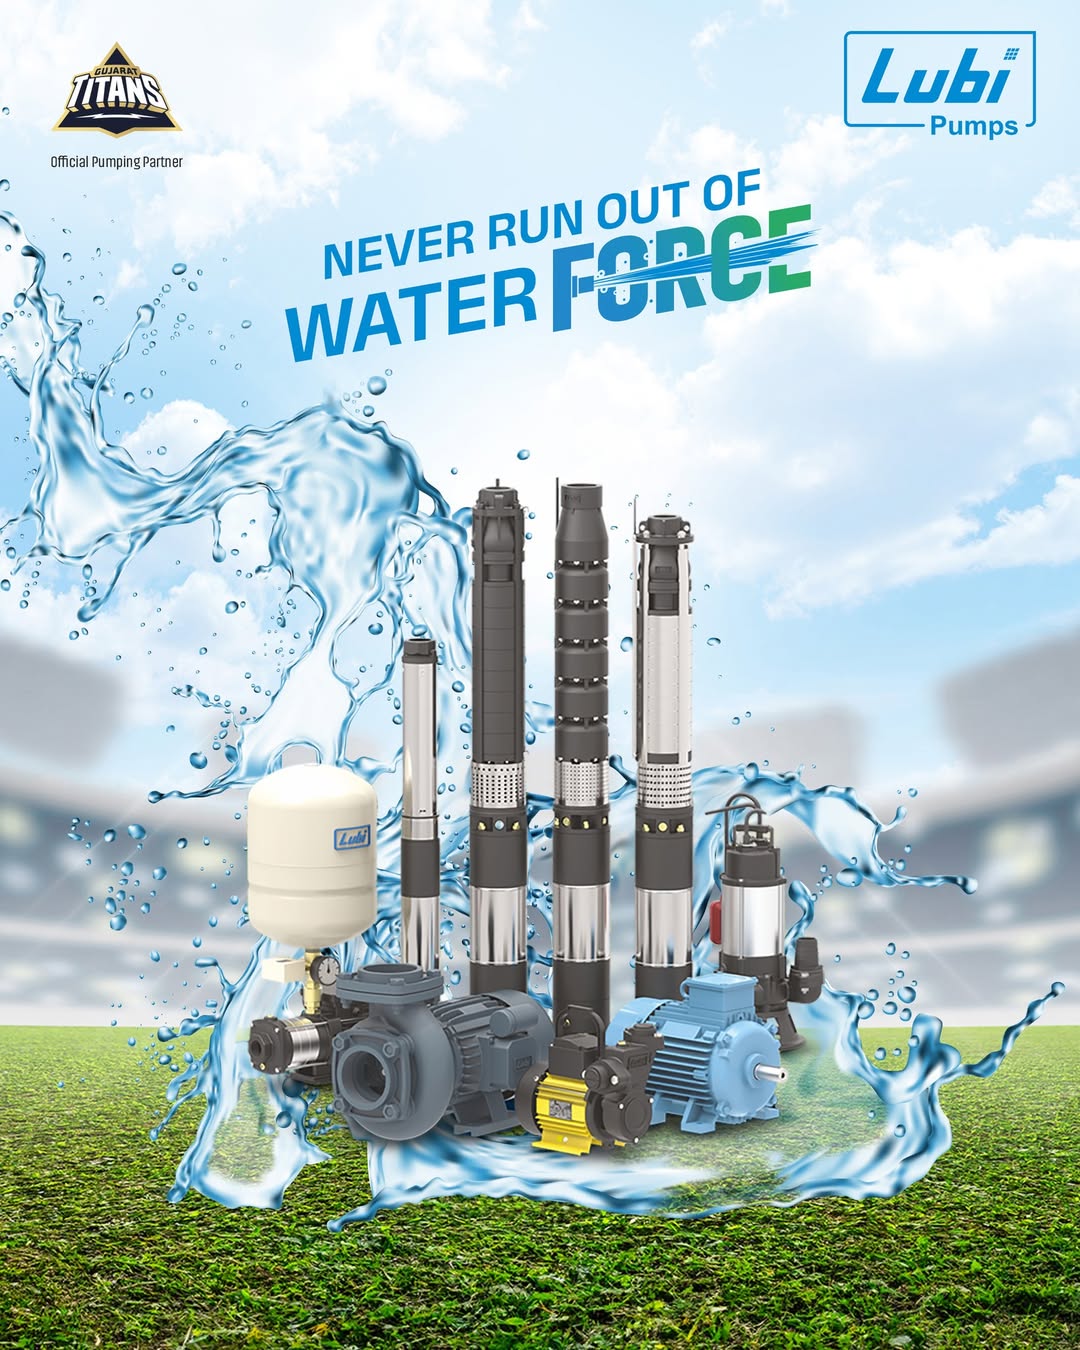 GUJARAT
TITANS
Official Pumping Partner
Lubi
Pumps
NEVER RUN OUT OF
WATER FORCE
Lubi